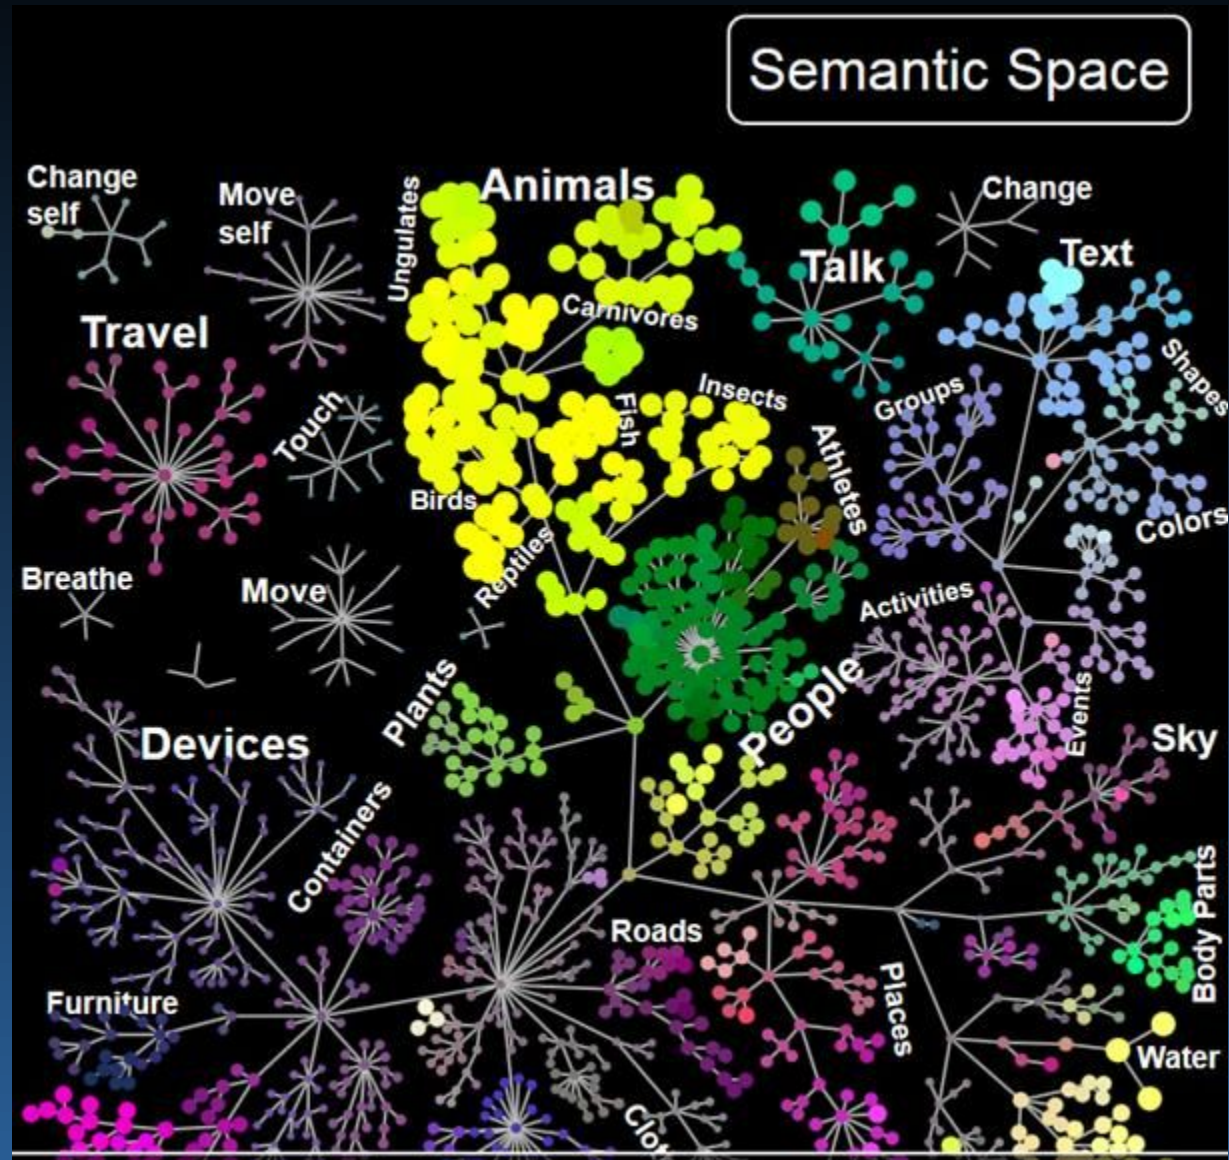 Semantic Space
Change
self
Move
self
Ungulates
Animals
Talk
Change
Text
Travel
Carnivores
Shapes
Touch
Fish
Insects
Groups
Athletes
Birds
Colors
Reptiles
Breathe
Move
Activities
Plants
People
Events
Devices
Sky
Containers
Body Parts
Roads
Places
Furniture
Water